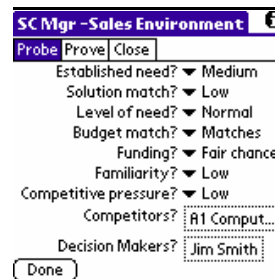 SC Mgr -Sales Environment
Probe Prove Close
Established need? Medium
Solution match? Low
Level of need? Normal
Budget match? Matches
Funding? Fair chance
Familiarity? Low
Competitive pressure? Low
Competitors? A1 Comput...
Decision Makers? Jim Smith
Done